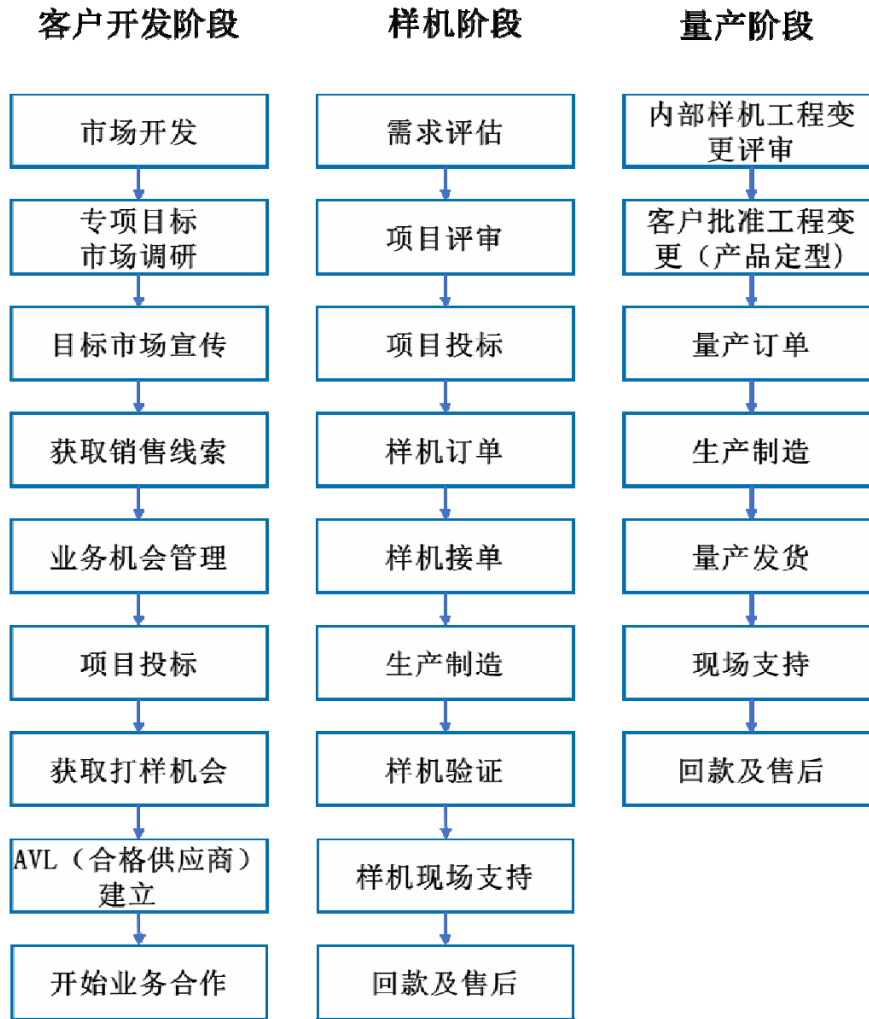 客户开发阶段
市场开发
专项目标
市场调研
目标市场宣传
获取销售线索
业务机会管理
项目投标
获取打样机会
AVL（合格供应商）
建立
开始业务合作
样机阶段
需求评估
项目评审
项目投标
样机订单
样机接单
生产制造
样机验证
样机现场支持
回款及售后
量产阶段
内部样机工程变
更评审
客户批准工程变
更（产品定型）
量产订单
生产制造
量产发货
现场支持
回款及售后